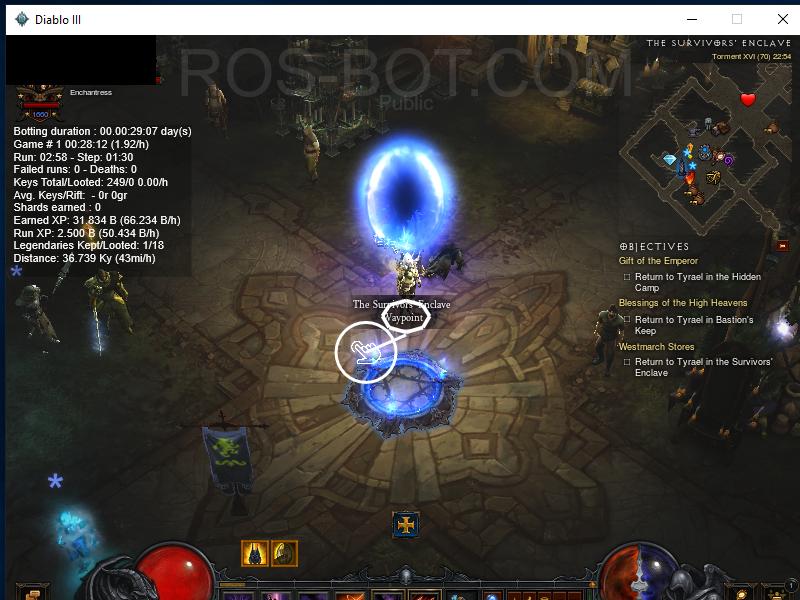 Diablo III
ROS-BOT.COM
Public
THE SURVIVORS' ENCLAVE
Torment XVI (70) 22:54
Enchantress
1660
Botting duration : 00.00:29:07 day(s)
Game # 1 00:28:12 (1.92/h)
Run: 02:58 - Step: 01:30
Failed runs: 0 - Deaths: 0
Keys Total/Looted: 249/0 0.00/h
Avg. Keys/Rift:  - 0r 0gr
Shards earned : 0
Earned XP: 31.834 B (66.234 B/h)
Run XP: 2.500 B (50.434 B/h)
Legendaries Kept/Looted: 1/18
Distance: 36.739 Ky (43mi/h)
*
OBJECTIVES
Gift of the Emperor
Return to Tyrael in the Hidden
Camp
Blessings of the High Heavens
Return to Tyrael in Bastion's
Keep
Westmarch Stores
Return to Tyrael in the Survivors'
Enclave
The Survivors' Enclave
Waypoint
*
1